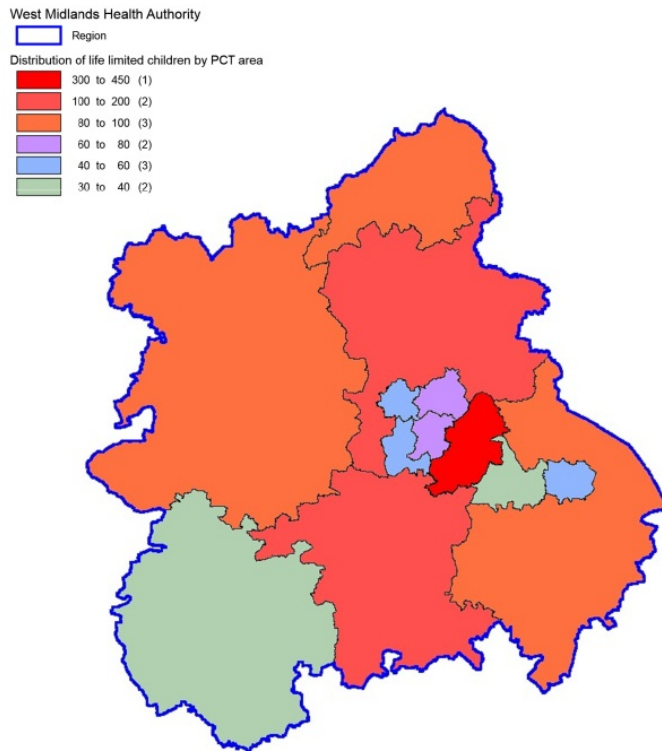 West Midlands Health Authority
Region
Distribution of life limited children by PCT area
300 to 450 (1)
100 to 200 (2)
80 to 100 (3)
60 to 80 (2)
40 to 60 (3)
30 to 40 (2)